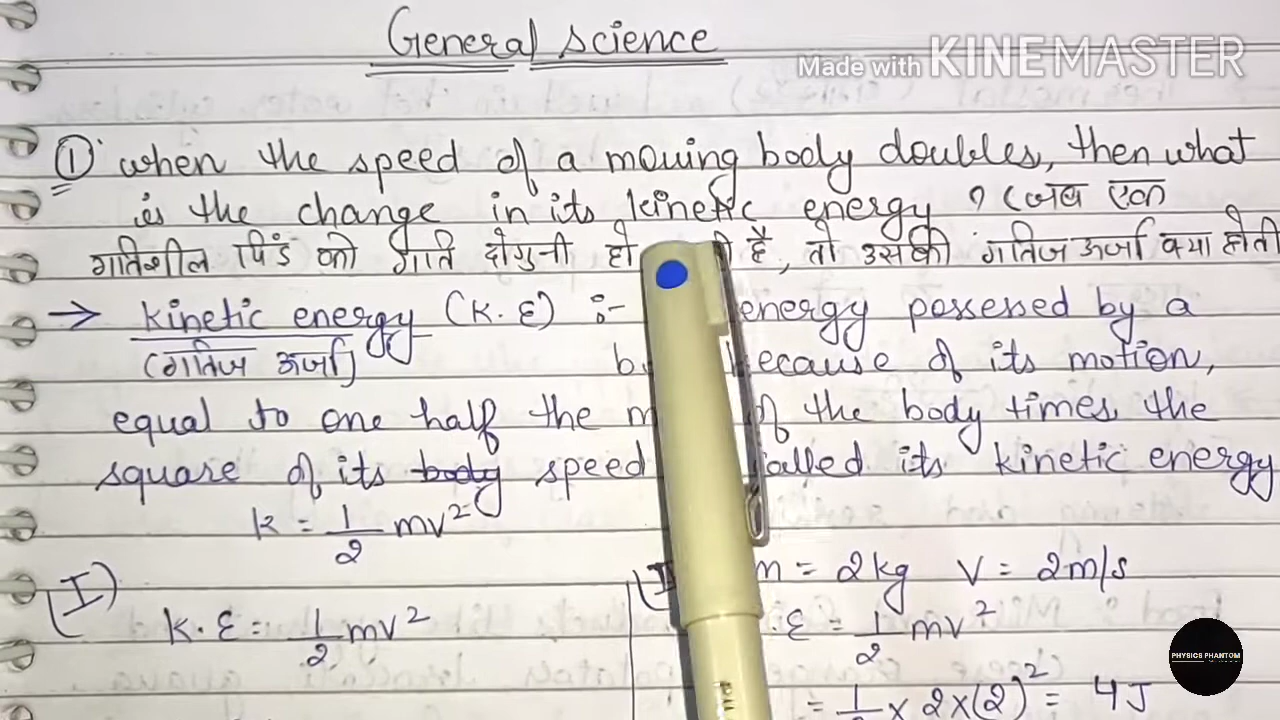 General science
Made with KINEMASTER
① when the speed of a moving body doubles, then what
is the change in its kinetic energy ? (जब एक
गतिशील पिंड की गति दोगुनी हो है, तो उसकी गतिज ऊर्जा क्या होती
→ kinetic energy (K.E) :- energy possessed by a
(गतिज ऊर्जा) because of its motion,
equal to one half the of the body times the
square of its body speed called its kinetic energy
k = 1/2 mv²
(I)
K.E = 1/2 mv²
m = 2kg V = 2m/s
.E = 1/2 mv²
= 1/2 x 2x(2)² = 4J
PHYSICS PHANTOM